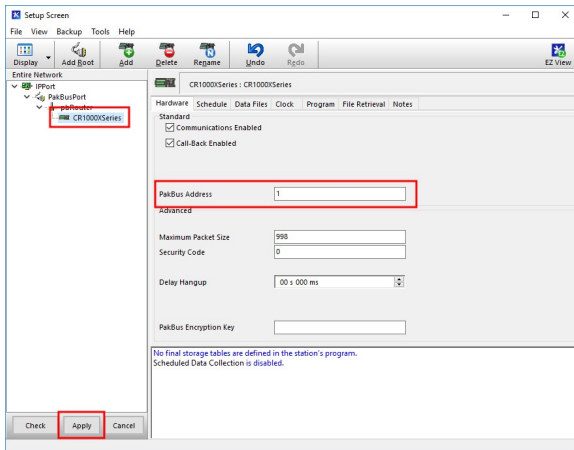 Setup Screen
File View Backup Tools Help
Display Add Root Add Delete Rename Undo Redo EZ View
Entire Network
IPPort
PakBusPort
pbRouter
CR1000XSeries
CR1000XSeries : CR1000XSeries
Hardware Schedule Data Files Clock Program File Retrieval Notes
Standard
Communications Enabled
Call-Back Enabled
PakBus Address 1
Advanced
Maximum Packet Size 998
Security Code 0
Delay Hangup 00 s 000 ms
PakBus Encryption Key
No final storage tables are defined in the station's program.
Scheduled Data Collection is disabled.
Check Apply Cancel